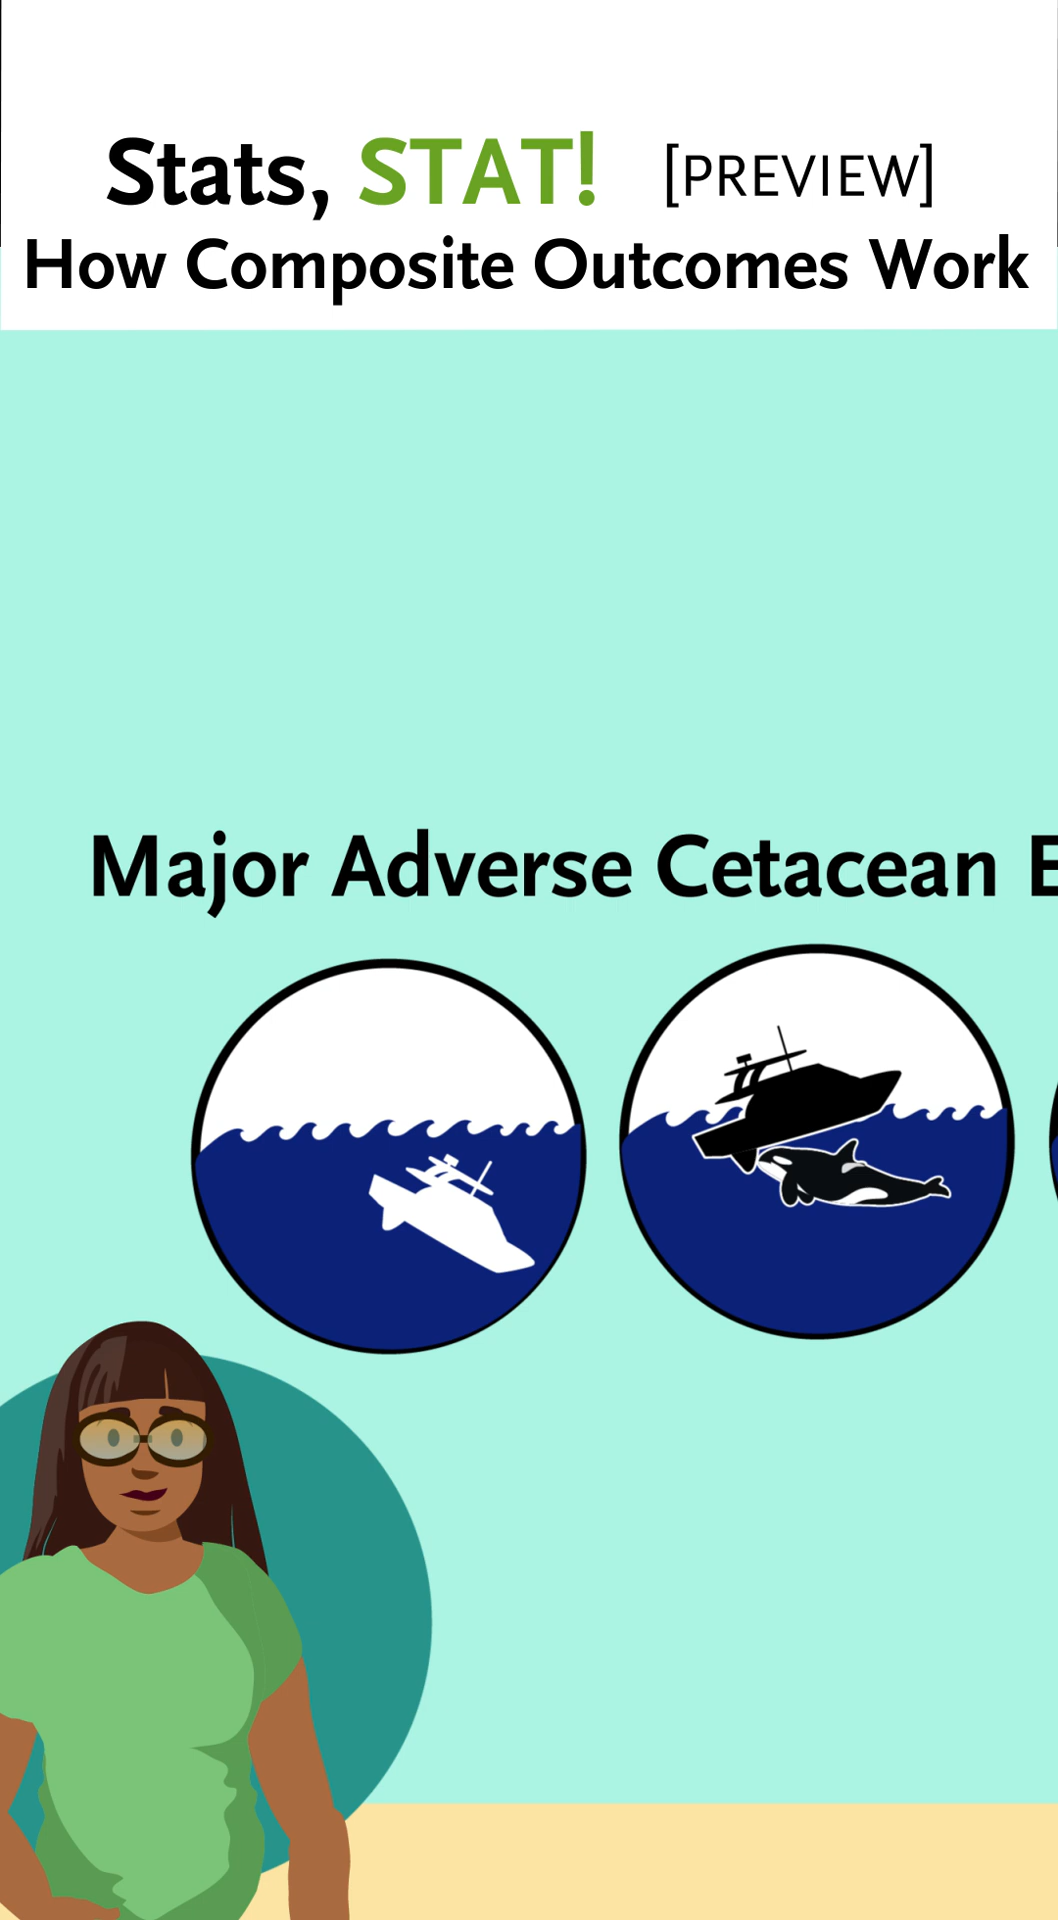 Stats, STAT! [PREVIEW]
How Composite Outcomes Work
Major Adverse Cetacean E